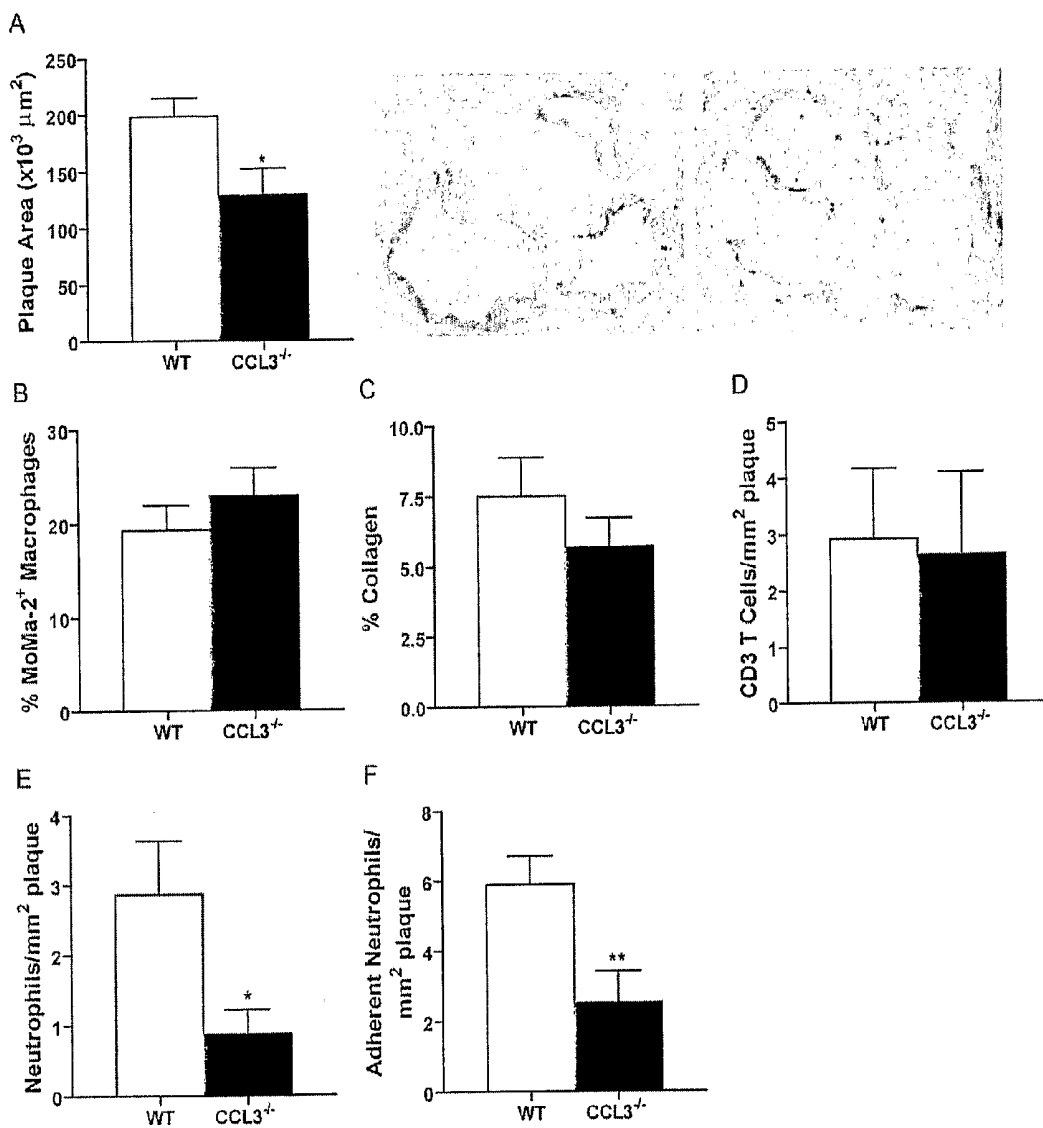 A
Plaque Area (x10³ µm²)
250
200
150
100
50
0
*
WT
CCL3⁻/⁻
B
% MoMa-2⁺ Macrophages
30
20
10
0
WT
CCL3⁻/⁻
C
% Collagen
10.0
7.5
5.0
2.5
0.0
WT
CCL3⁻/⁻
D
CD3 T Cells/mm² plaque
5
4
3
2
1
0
WT
CCL3⁻/⁻
E
Neutrophils/mm² plaque
4
3
2
1
0
*
WT
CCL3⁻/⁻
F
Adherent Neutrophils/
mm² plaque
8
6
4
2
0
**
WT
CCL3⁻/⁻